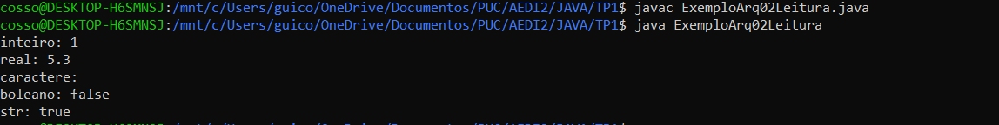 cosso@DESKTOP-H6SMNSJ:/mnt/c/Users/guico/OneDrive/Documentos/PUC/AEDI2/JAVA/TP1$ javac ExemploArq02Leitura.java
cosso@DESKTOP-H6SMNSJ:/mnt/c/Users/guico/OneDrive/Documentos/PUC/AEDI2/JAVA/TP1$ java ExemploArq02Leitura
inteiro: 1
real: 5.3
caractere:
boleano: false
str: true